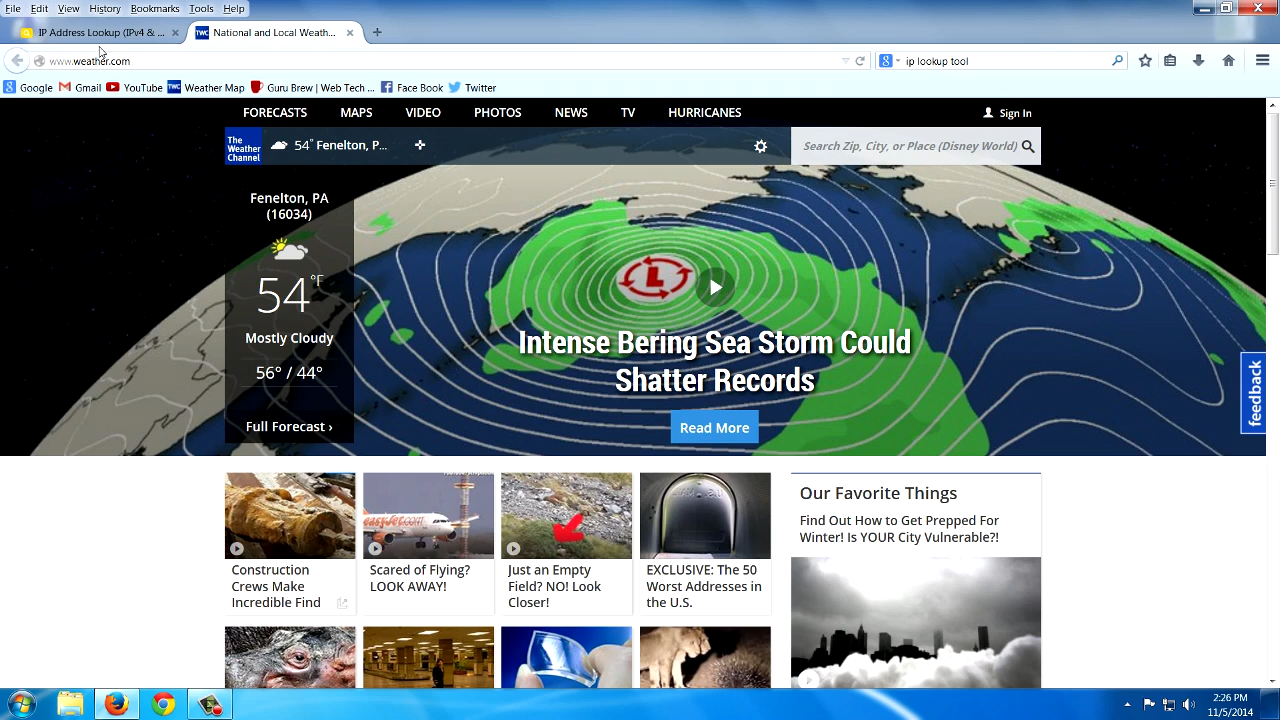 File Edit View History Bookmarks Tools Help
IP Address Lookup (IPv4 & ...
National and Local Weath...
www.weather.com
ip lookup tool
Google Gmail YouTube Weather Map Guru Brew | Web Tech ... Face Book Twitter
FORECASTS MAPS VIDEO PHOTOS NEWS TV HURRICANES
Sign In
The Weather Channel
54° Fenelton, P...
Search Zip, City, or Place (Disney World)
Fenelton, PA
(16034)
54 °F
Mostly Cloudy
56° / 44°
Full Forecast ›
L
Intense Bering Sea Storm Could
Shatter Records
Read More
feedback
easyJet.com
Construction
Crews Make
Incredible Find
Scared of Flying?
LOOK AWAY!
Just an Empty
Field? NO! Look
Closer!
EXCLUSIVE: The 50
Worst Addresses in
the U.S.
Our Favorite Things
Find Out How to Get Prepped For
Winter! Is YOUR City Vulnerable?!
2:26 PM
11/5/2014